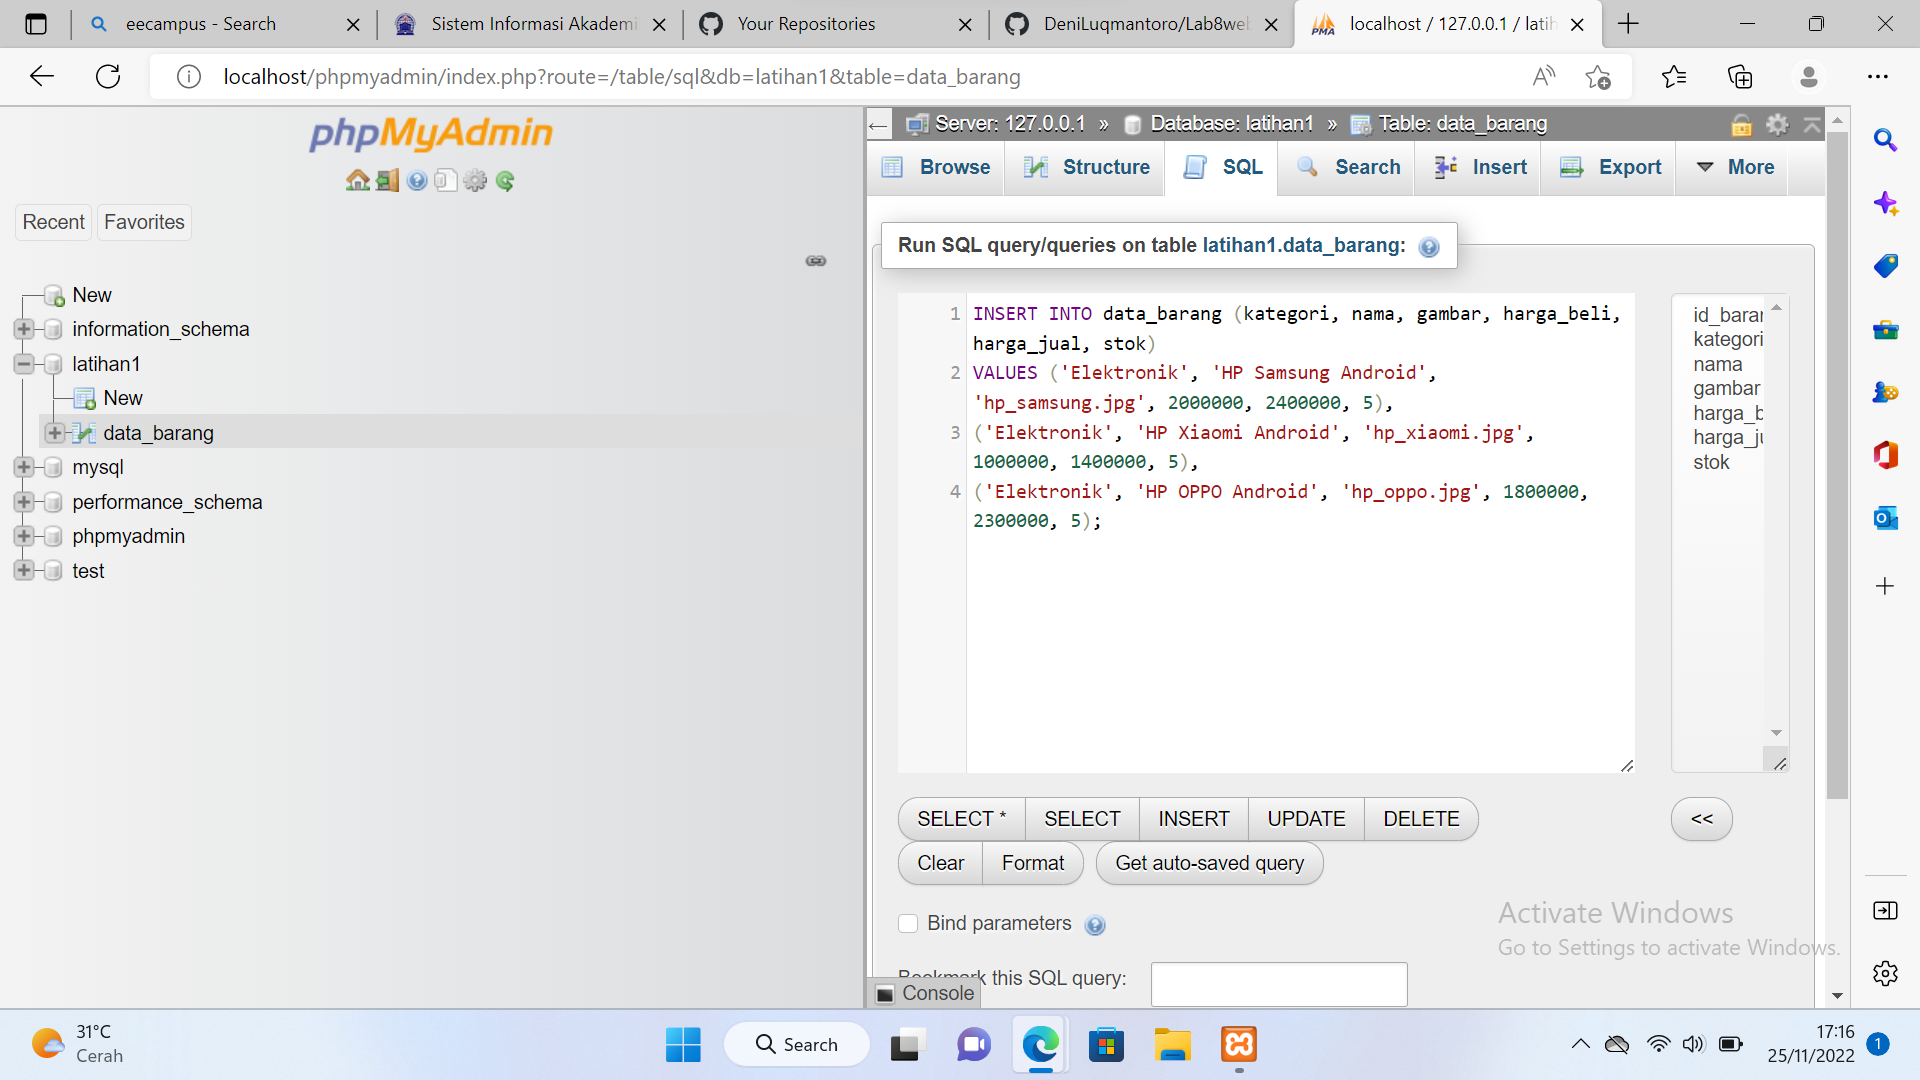 eecampus - Search
Sistem Informasi Akademi
Your Repositories
DeniLuqmantoro/Lab8web
localhost / 127.0.0.1 / latih
localhost/phpmyadmin/index.php?route=/table/sql&db=latihan1&table=data_barang
phpMyAdmin
Recent
Favorites
New
information_schema
latihan1
New
data_barang
mysql
performance_schema
phpmyadmin
test
Server: 127.0.0.1 » Database: latihan1 » Table: data_barang
Browse
Structure
SQL
Search
Insert
Export
More
Run SQL query/queries on table latihan1.data_barang:
1 INSERT INTO data_barang (kategori, nama, gambar, harga_beli,
harga_jual, stok)
2 VALUES ('Elektronik', 'HP Samsung Android',
'hp_samsung.jpg', 2000000, 2400000, 5),
3 ('Elektronik', 'HP Xiaomi Android', 'hp_xiaomi.jpg',
1000000, 1400000, 5),
4 ('Elektronik', 'HP OPPO Android', 'hp_oppo.jpg', 1800000,
2300000, 5);
id_baran
kategori
nama
gambar
harga_b
harga_ju
stok
SELECT *
SELECT
INSERT
UPDATE
DELETE
<<
Clear
Format
Get auto-saved query
Bind parameters
Bookmark this SQL query:
Console
Activate Windows
Go to Settings to activate Windows.
31°C
Cerah
Search
17:16
25/11/2022
1